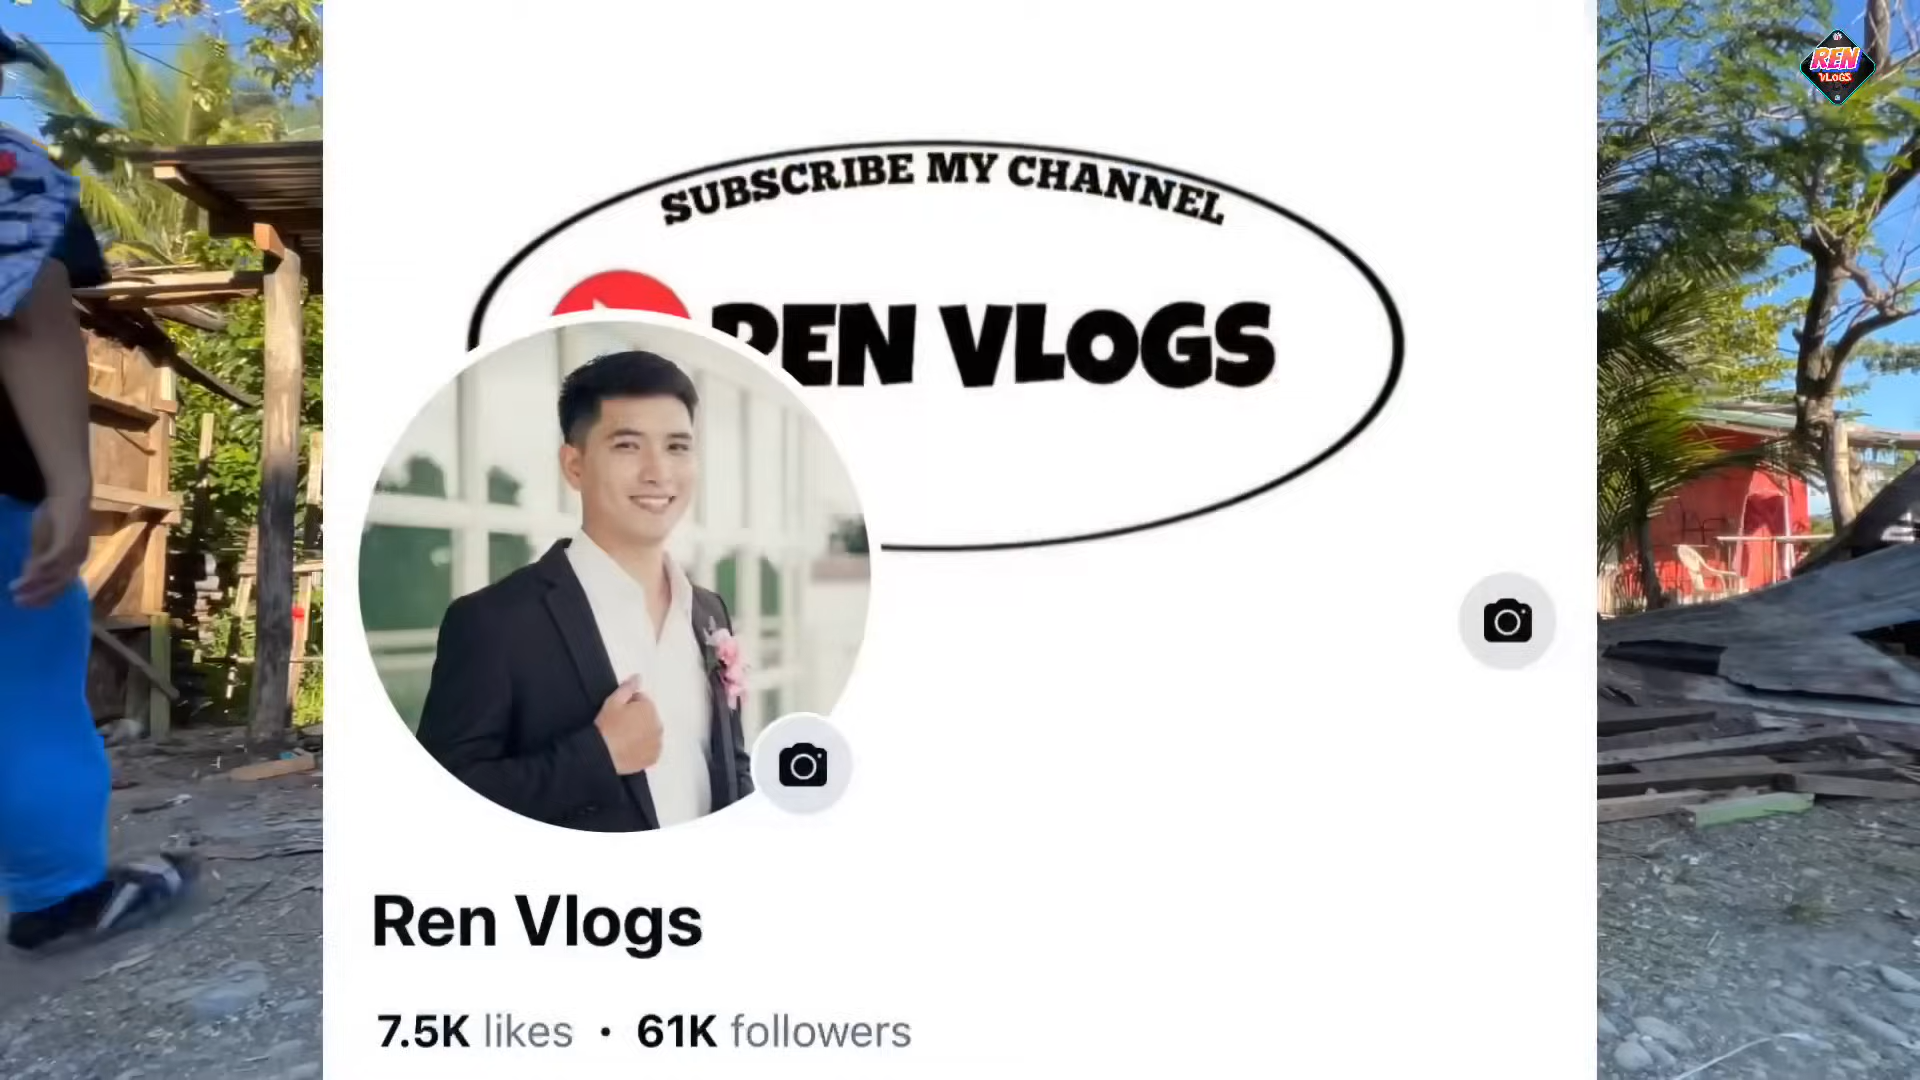 REN
VLOGS
SUBSCRIBE MY CHANNEL
REN VLOGS
Ren Vlogs
7.5K likes · 61K followers